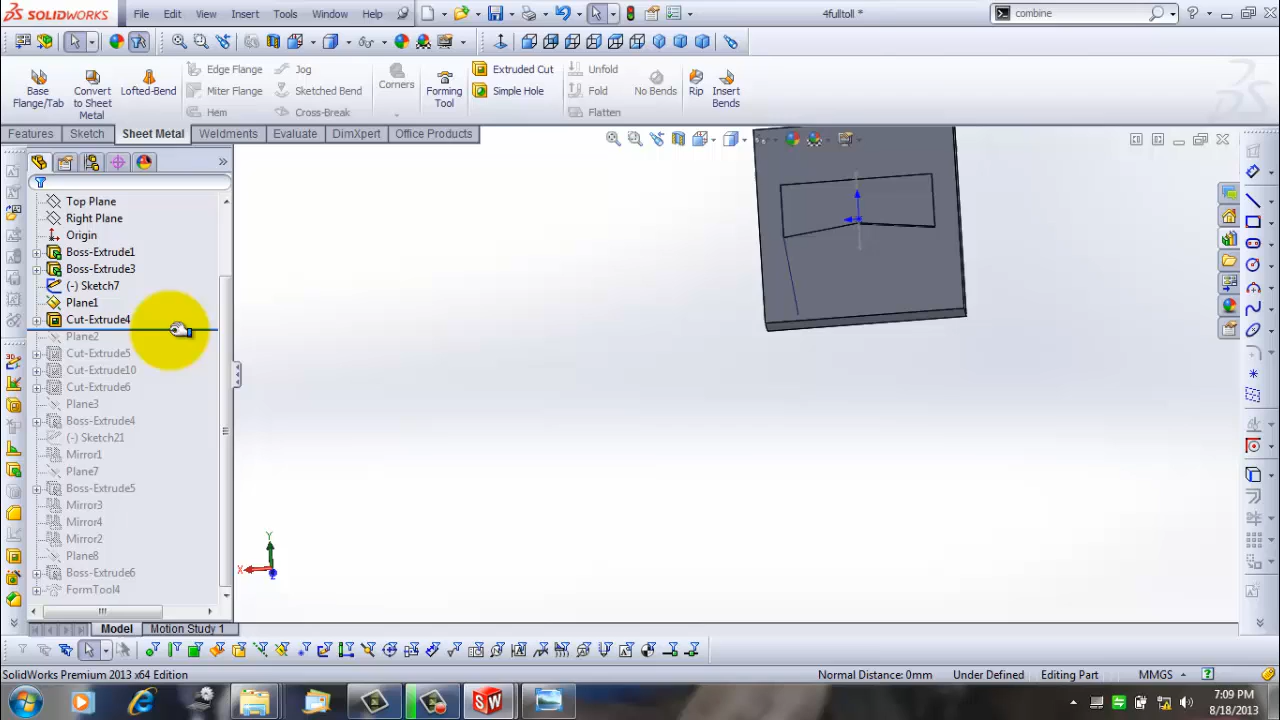 SOLIDWORKS File Edit View Insert Tools Window Help 4fulltoll * combine
Base Flange/Tab Convert to Sheet Metal Lofted-Bend Edge Flange Miter Flange Hem Jog Sketched Bend Cross-Break Corners Forming Tool Extruded Cut Simple Hole Unfold Fold Flatten No Bends Rip Insert Bends
Features Sketch Sheet Metal Weldments Evaluate DimXpert Office Products
Top Plane
Right Plane
Origin
Boss-Extrude1
Boss-Extrude3
(-) Sketch7
Plane1
Cut-Extrude4
Plane2
Cut-Extrude5
Cut-Extrude10
Cut-Extrude6
Plane3
Boss-Extrude4
(-) Sketch21
Mirror1
Plane7
Boss-Extrude5
Mirror3
Mirror4
Mirror2
Plane8
Boss-Extrude6
FormTool4
Y
X
Z
Model Motion Study 1
SolidWorks Premium 2013 x64 Edition Normal Distance: 0mm Under Defined Editing Part MMGS
7:09 PM
8/18/2013